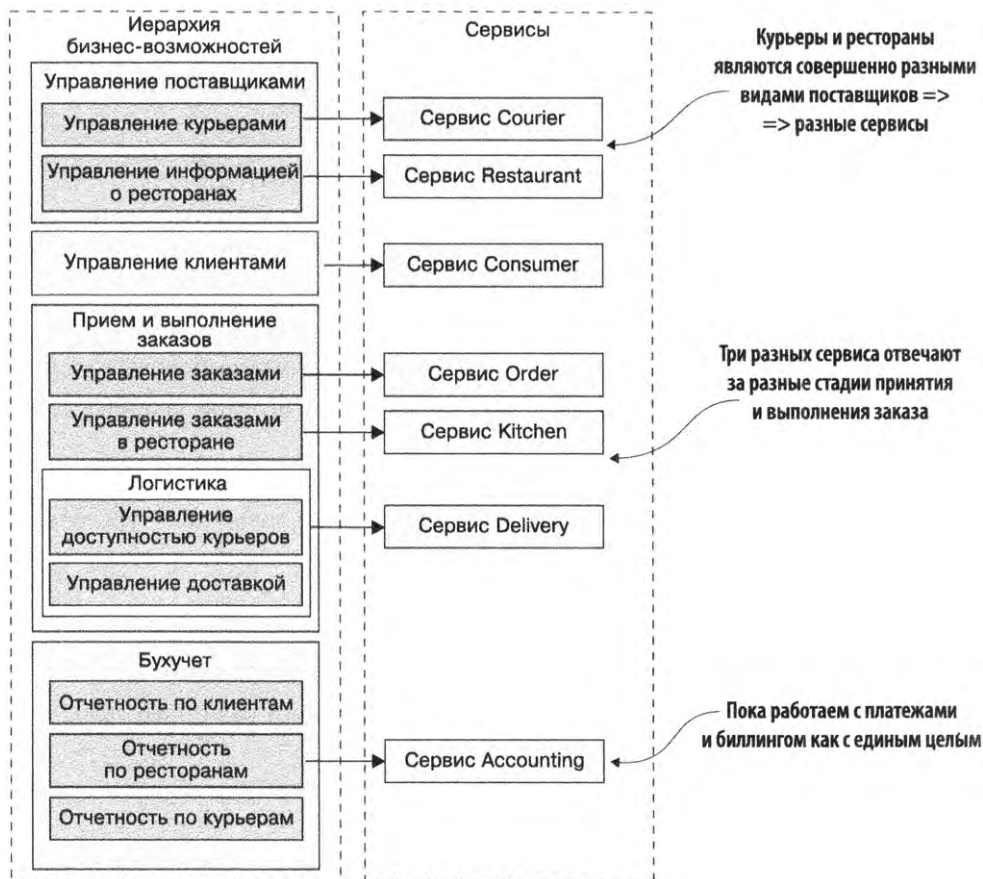 Иерархия
бизнес-возможностей
Управление поставщиками
Управление курьерами
Управление информацией
о ресторанах
Управление клиентами
Прием и выполнение
заказов
Управление заказами
Управление заказами
в ресторане
Логистика
Управление
доступностью курьеров
Управление доставкой
Бухучет
Отчетность по клиентам
Отчетность
по ресторанам
Отчетность по курьерам
Сервисы
Сервис Courier
Сервис Restaurant
Сервис Consumer
Сервис Order
Сервис Kitchen
Сервис Delivery
Сервис Accounting
Курьеры и рестораны
являются совершенно разными
видами поставщиков =>
=> разные сервисы
Три разных сервиса отвечают
за разные стадии принятия
и выполнения заказа
Пока работаем с платежами
и биллингом как с единым целым